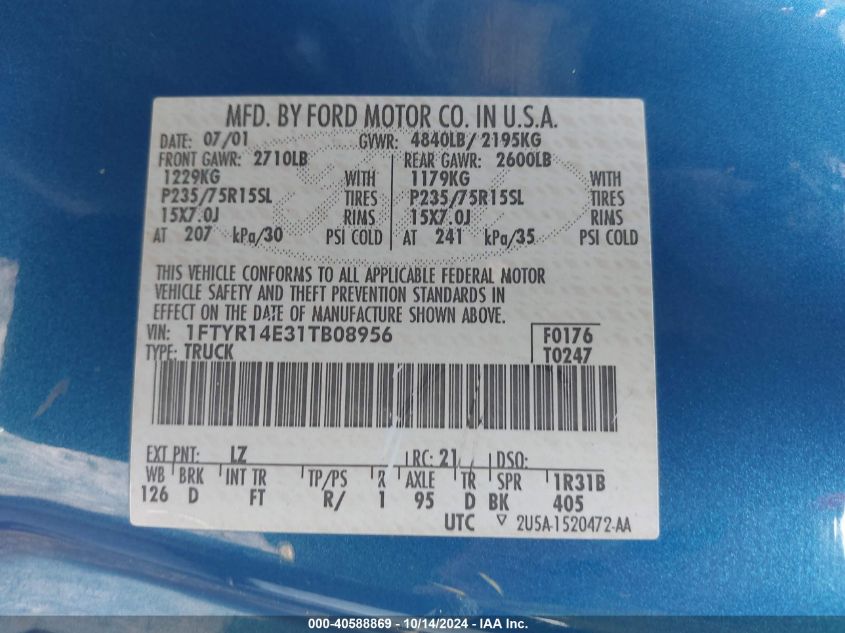 MFD. BY FORD MOTOR CO. IN U.S.A.
DATE: 07/01 GVWR: 4840LB/ 2195KG
FRONT GAWR: 2710LB REAR GAWR: 2600LB
1229KG WITH 1179KG WITH
P235/75R15SL TIRES P235/75R15SL TIRES
15X7.0J RIMS 15X7.0J RIMS
AT 207 kPa/30 PSI COLD AT 241 kPa/35 PSI COLD
THIS VEHICLE CONFORMS TO ALL APPLICABLE FEDERAL MOTOR
VEHICLE SAFETY AND THEFT PREVENTION STANDARDS IN
EFFECT ON THE DATE OF MANUFACTURE SHOWN ABOVE.
VIN: 1FTYR14E31TB08956 F0176
TYPE: TRUCK T0247
EXT PNT: LZ RC: 21 DSO:
WB BRK INT TR TP/PS R AXLE TR SPR 1R31B
126 D FT R/ 1 95 D BK 405
UTC ▽ 2U5A-1520472-AA
000-40588869 - 10/14/2024 - IAA Inc.